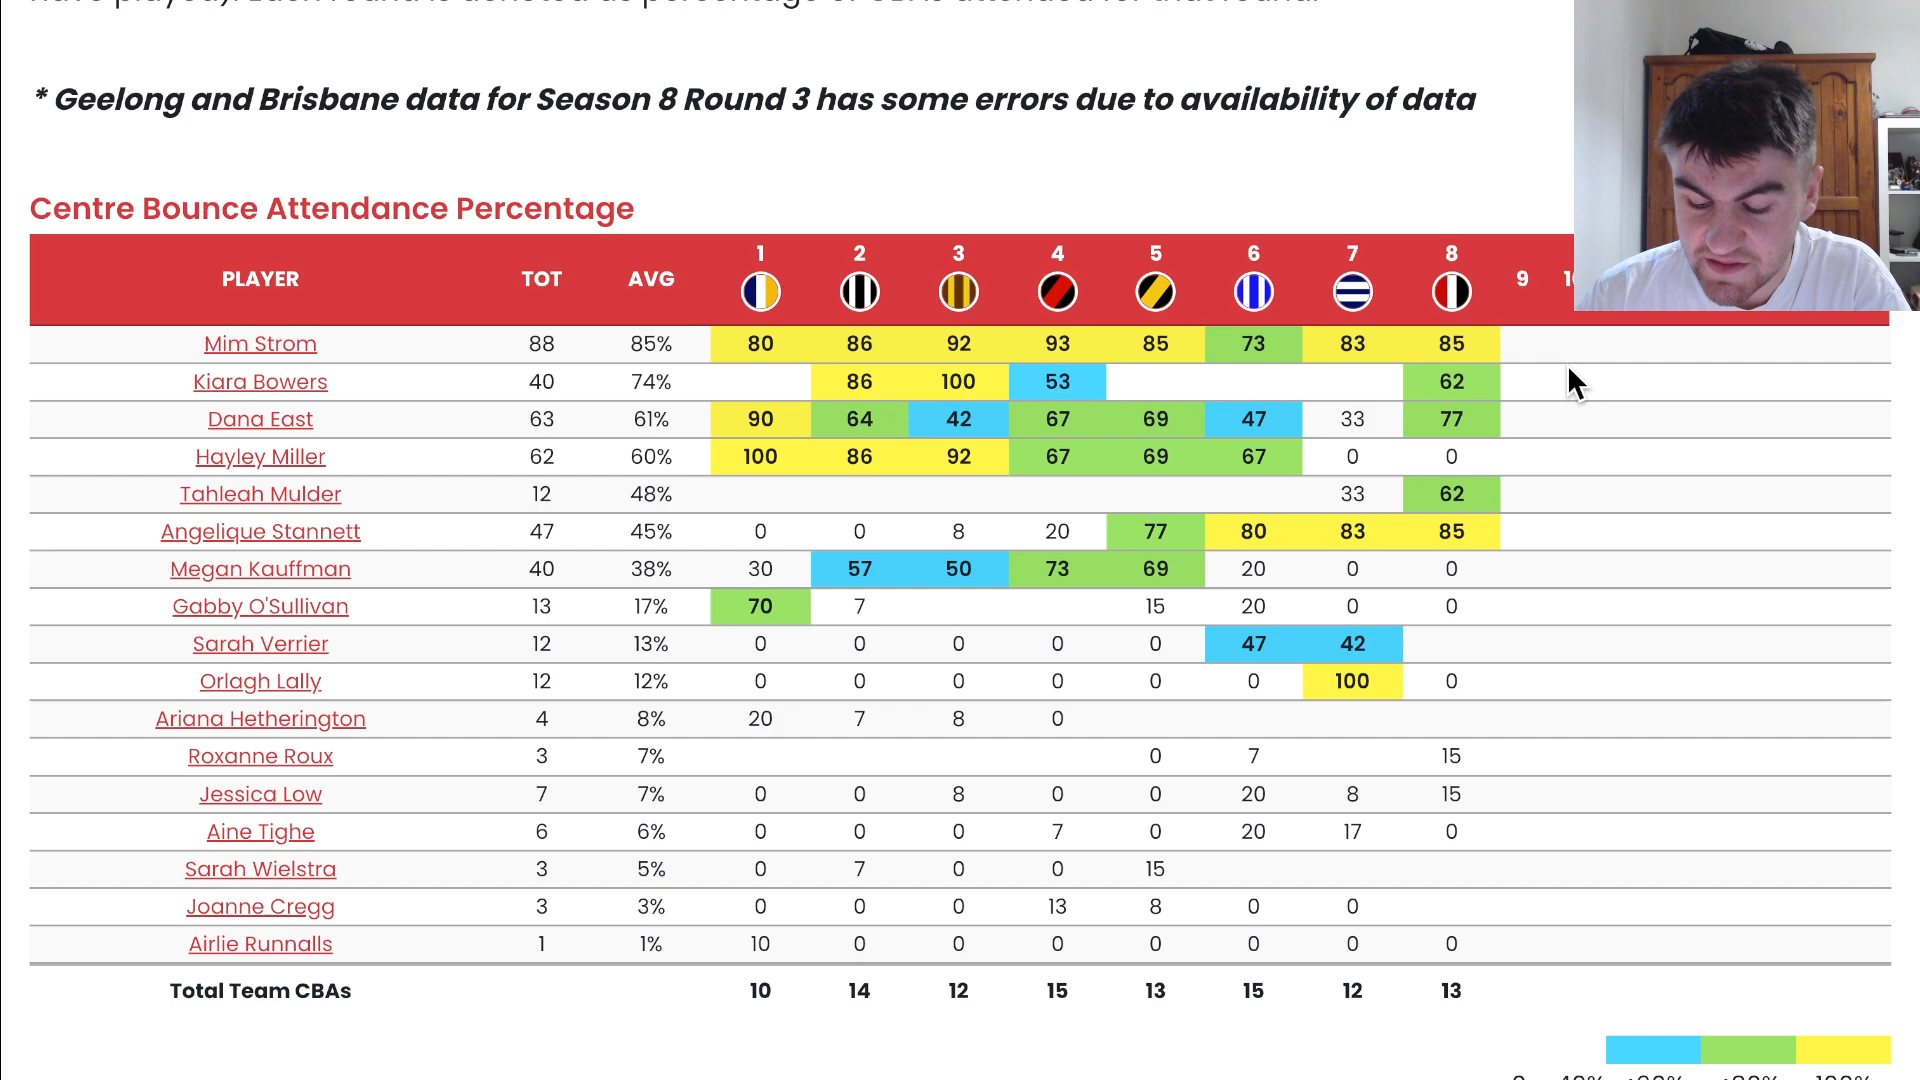 * Geelong and Brisbane data for Season 8 Round 3 has some errors due to availability of data
Centre Bounce Attendance Percentage
PLAYER TOT AVG 1 2 3 4 5 6 7 8 9
Mim Strom 88 85% 80 86 92 93 85 73 83 85
Kiara Bowers 40 74% 86 100 53 62
Dana East 63 61% 90 64 42 67 69 47 33 77
Hayley Miller 62 60% 100 86 92 67 69 67 0 0
Tahleah Mulder 12 48% 33 62
Angelique Stannett 47 45% 0 0 8 20 77 80 83 85
Megan Kauffman 40 38% 30 57 50 73 69 20 0 0
Gabby O'Sullivan 13 17% 70 7 15 20 0 0
Sarah Verrier 12 13% 0 0 0 0 0 47 42
Orlagh Lally 12 12% 0 0 0 0 0 0 100 0
Ariana Hetherington 4 8% 20 7 8 0
Roxanne Roux 3 7% 0 7 15
Jessica Low 7 7% 0 0 8 0 0 20 8 15
Aine Tighe 6 6% 0 0 0 7 0 20 17 0
Sarah Wielstra 3 5% 0 7 0 0 15
Joanne Cregg 3 3% 0 0 0 13 8 0 0
Airlie Runnalls 1 1% 10 0 0 0 0 0 0 0
Total Team CBAs 10 14 12 15 13 15 12 13